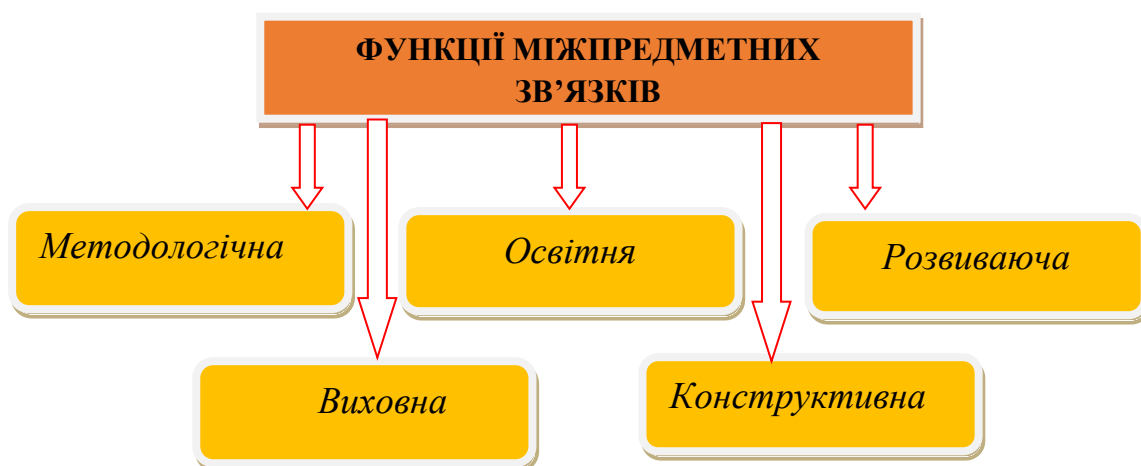 ФУНКЦІЇ МІЖПРЕДМЕТНИХ
ЗВ’ЯЗКІВ
Методологічна
Освітня
Розвиваюча
Виховна
Конструктивна